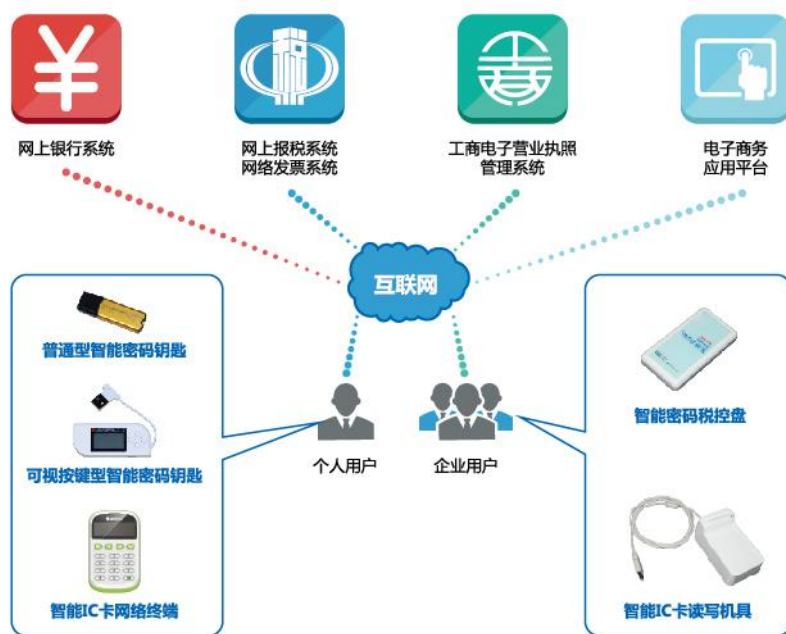 网上银行系统
网上报税系统
网络发票系统
工商电子营业执照
管理系统
电子商务
应用平台
互联网
普通型智能密码钥匙
可视按键型智能密码钥匙
智能IC卡网络终端
个人用户
企业用户
智能密码税控盘
智能IC卡读写机具